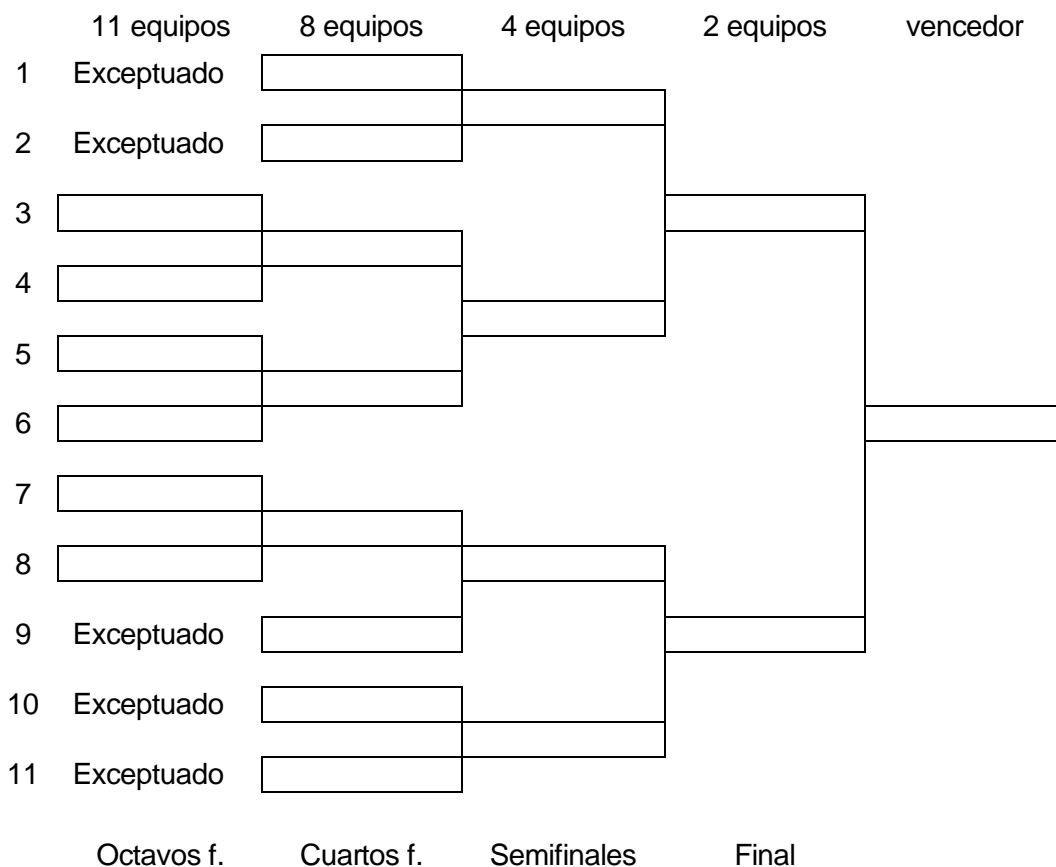 11 equipos 8 equipos 4 equipos 2 equipos vencedor
1 Exceptuado
2 Exceptuado
3
4
5
6
7
8
9 Exceptuado
10 Exceptuado
11 Exceptuado
Octavos f. Cuartos f. Semifinales Final